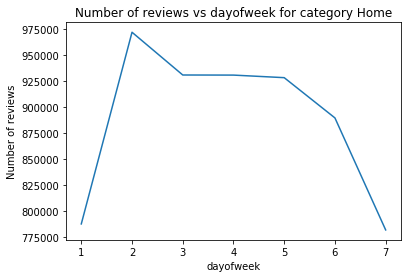 Number of reviews vs dayofweek for category Home
Number of reviews
975000
950000
925000
900000
875000
850000
825000
800000
775000
1 2 3 4 5 6 7
dayofweek